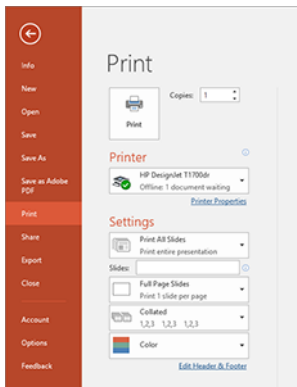 Info
New
Open
Save
Save As
Save as Adobe
PDF
Print
Share
Export
Close
Account
Options
Feedback
Print
Copies: 1
Print
Printer
HP DesignJet T1700dr
Offline: 1 document waiting
Printer Properties
Settings
Print All Slides
Print entire presentation
Slides:
Full Page Slides
Print 1 slide per page
Collated
1,2,3 1,2,3 1,2,3
Color
Edit Header & Footer